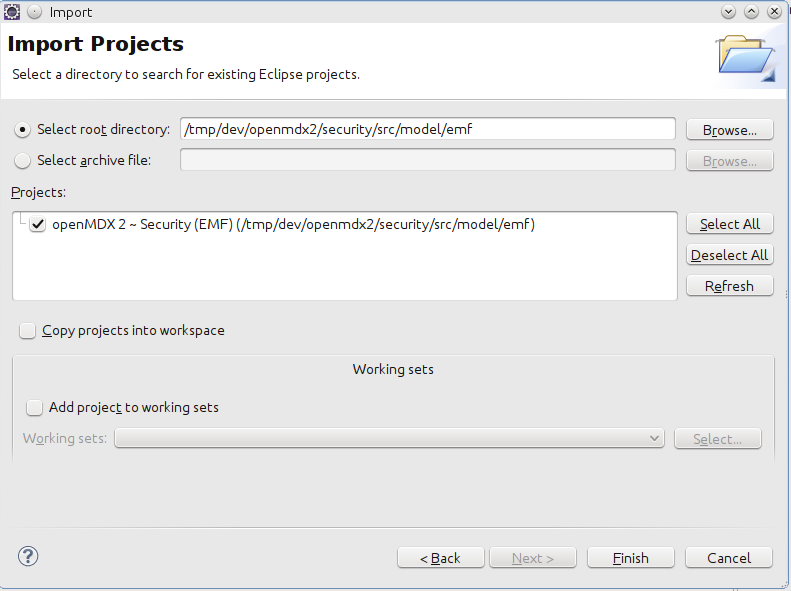 Import
Import Projects
Select a directory to search for existing Eclipse projects.
Select root directory: /tmp/dev/openmdx2/security/src/model/emf Browse...
Select archive file: Browse...
Projects:
openMDX 2 ~ Security (EMF) (/tmp/dev/openmdx2/security/src/model/emf)
Select All
Deselect All
Refresh
Copy projects into workspace
Working sets
Add project to working sets
Working sets: Select...
? < Back Next > Finish Cancel